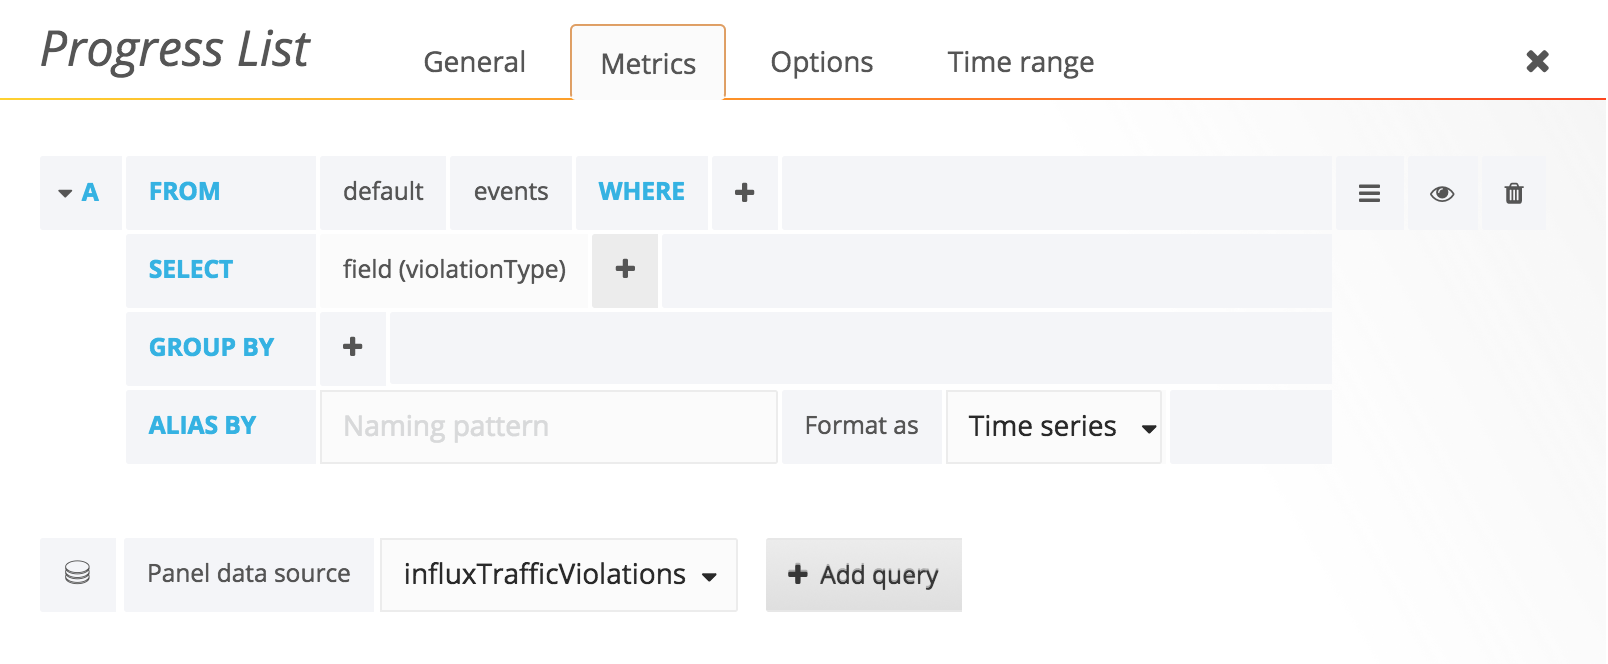 Progress List General Metrics Options Time range
A FROM default events WHERE
SELECT field (violationType)
GROUP BY
ALIAS BY Naming pattern Format as Time series
Panel data source influxTrafficViolations Add query